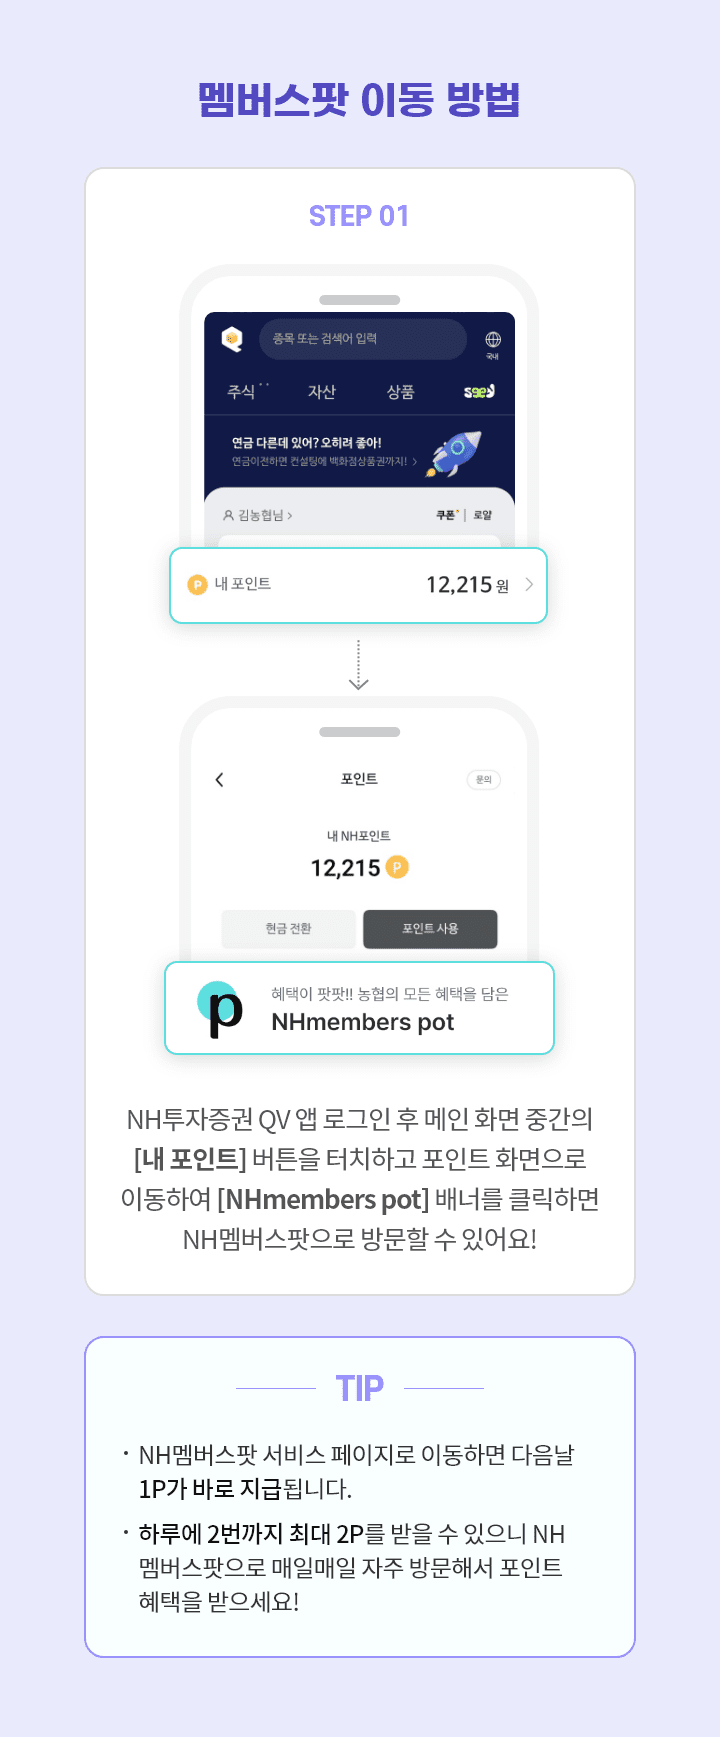 멤버스팟 이동 방법
STEP 01
종목 또는 검색어 입력
국내
주식
자산
상품
연금 다른데 있어? 오히려 좋아!
연금이전하면 컨설팅에 백화점상품권까지! >
김농협님 >
쿠폰 | 로얄
P 내 포인트 12,215 원 >
포인트
문의
내 NH포인트
12,215 P
현금 전환
포인트 사용
p
혜택이 팟팟!! 농협의 모든 혜택을 담은
NHmembers pot
NH투자증권 QV 앱 로그인 후 메인 화면 중간의
[내 포인트] 버튼을 터치하고 포인트 화면으로
이동하여 [NHmembers pot] 배너를 클릭하면
NH멤버스팟으로 방문할 수 있어요!
TIP
· NH멤버스팟 서비스 페이지로 이동하면 다음날
1P가 바로 지급됩니다.
· 하루에 2번까지 최대 2P를 받을 수 있으니 NH
멤버스팟으로 매일매일 자주 방문해서 포인트
혜택을 받으세요!